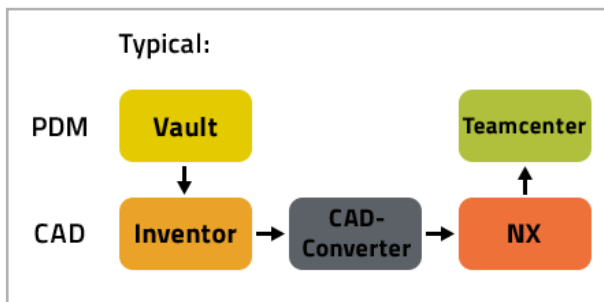 Typical:
PDM Vault Teamcenter
CAD Inventor CAD-
Converter NX